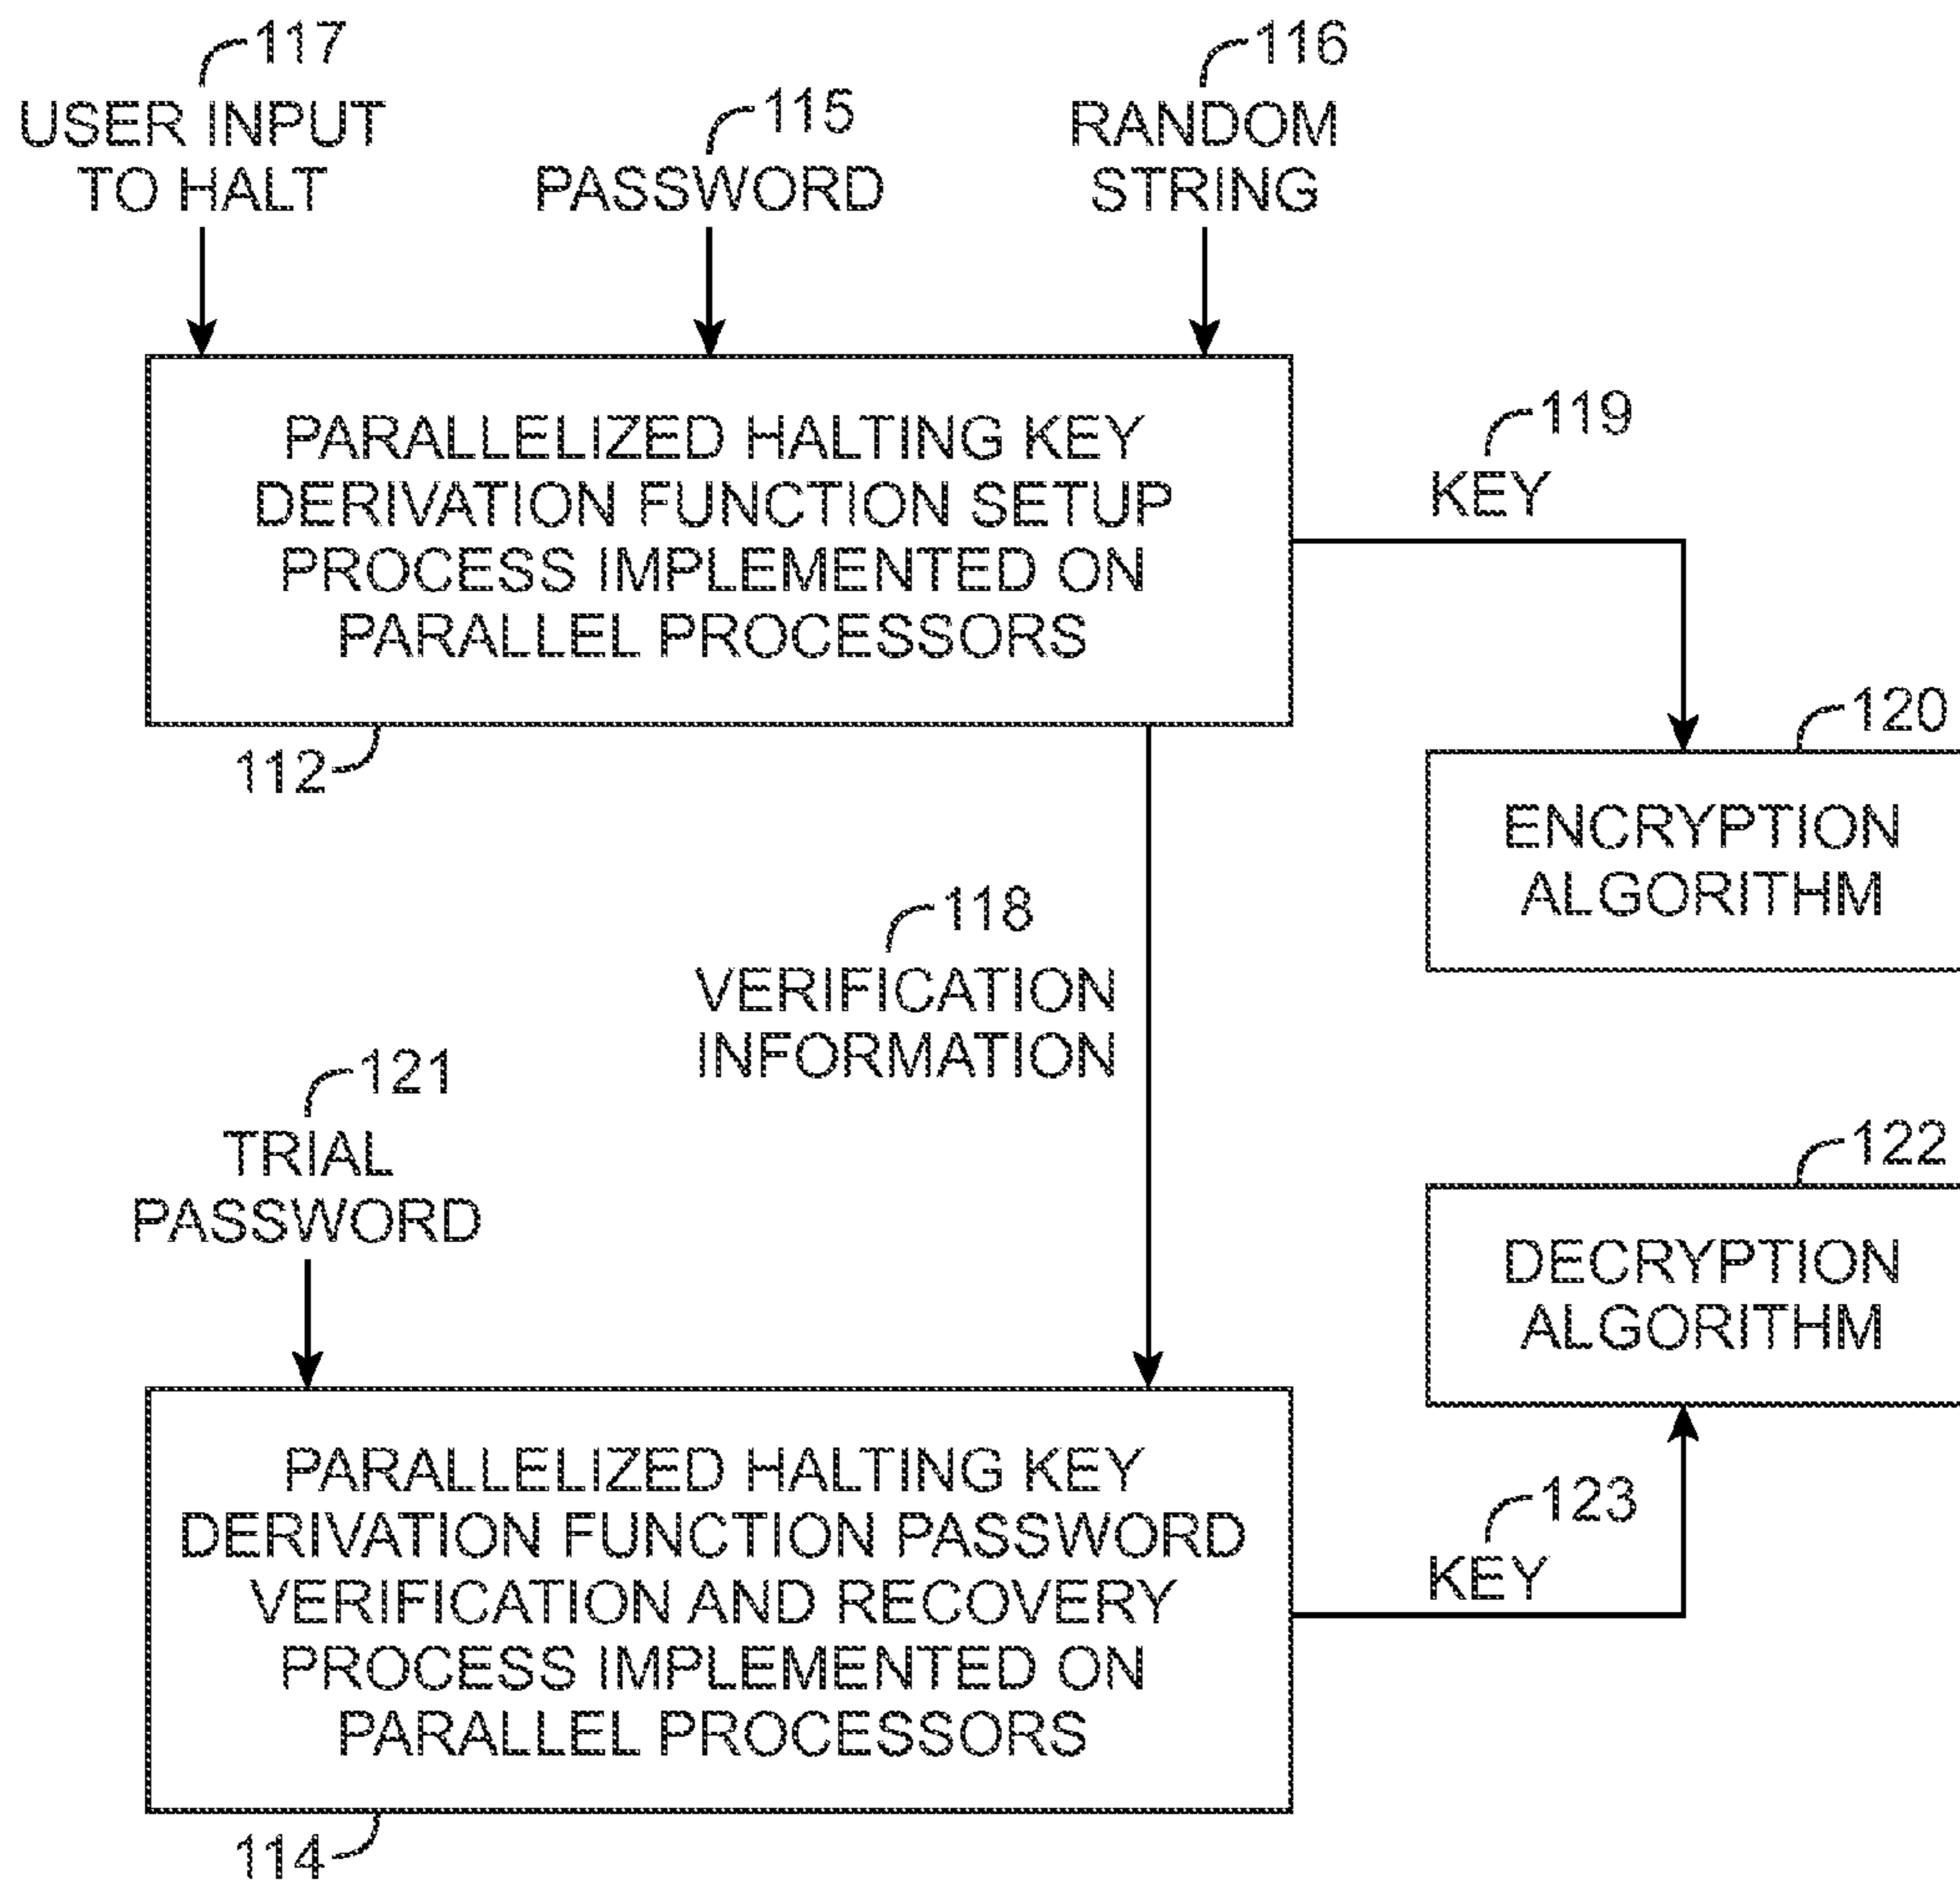 117
USER INPUT
TO HALT
115
PASSWORD
116
RANDOM
STRING
PARALLELIZED HALTING KEY
DERIVATION FUNCTION SETUP
PROCESS IMPLEMENTED ON
PARALLEL PROCESSORS
112
119
KEY
120
ENCRYPTION
ALGORITHM
118
VERIFICATION
INFORMATION
121
TRIAL
PASSWORD
122
DECRYPTION
ALGORITHM
PARALLELIZED HALTING KEY
DERIVATION FUNCTION PASSWORD
VERIFICATION AND RECOVERY
PROCESS IMPLEMENTED ON
PARALLEL PROCESSORS
114
123
KEY